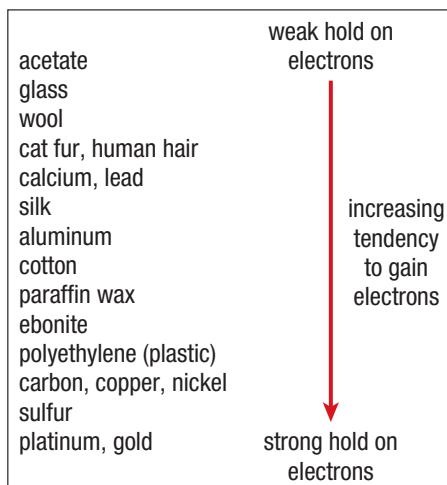 acetate
glass
wool
cat fur, human hair
calcium, lead
silk
aluminum
cotton
paraffin wax
ebonite
polyethylene (plastic)
carbon, copper, nickel
sulfur
platinum, gold
weak hold on
electrons
increasing
tendency
to gain
electrons
strong hold on
electrons